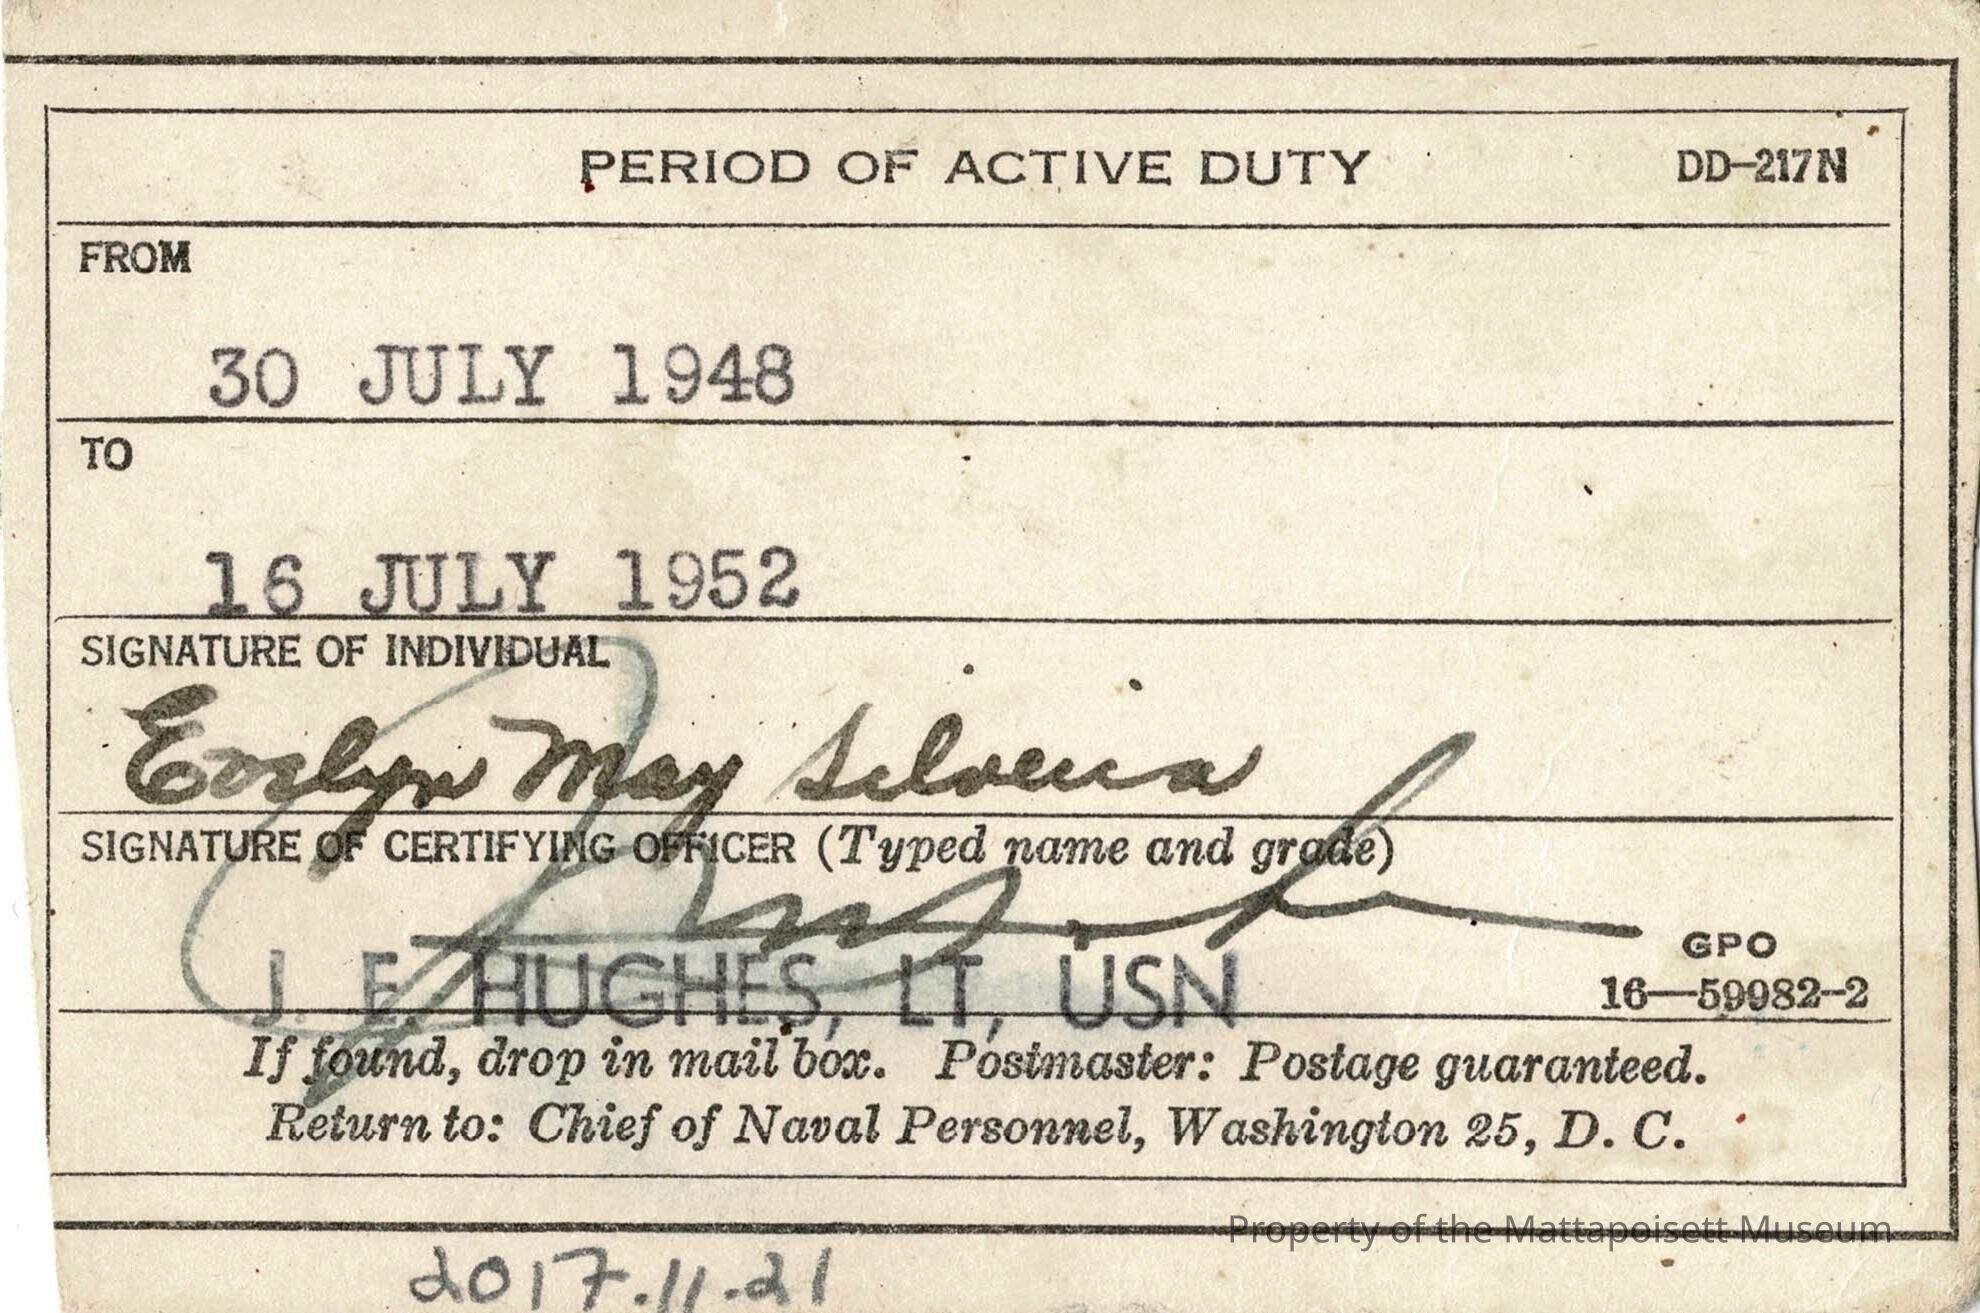 PERIOD OF ACTIVE DUTY DD-217N
FROM
30 JULY 1948
TO
16 JULY 1952
SIGNATURE OF INDIVIDUAL
Evelyn May Silveira
SIGNATURE OF CERTIFYING OFFICER (Typed name and grade)
J. E. HUGHES, LT, USN
GPO
16—59982-2
If found, drop in mail box. Postmaster: Postage guaranteed.
Return to: Chief of Naval Personnel, Washington 25, D. C.
Property of the Mattapoisett Museum
2017.11.21